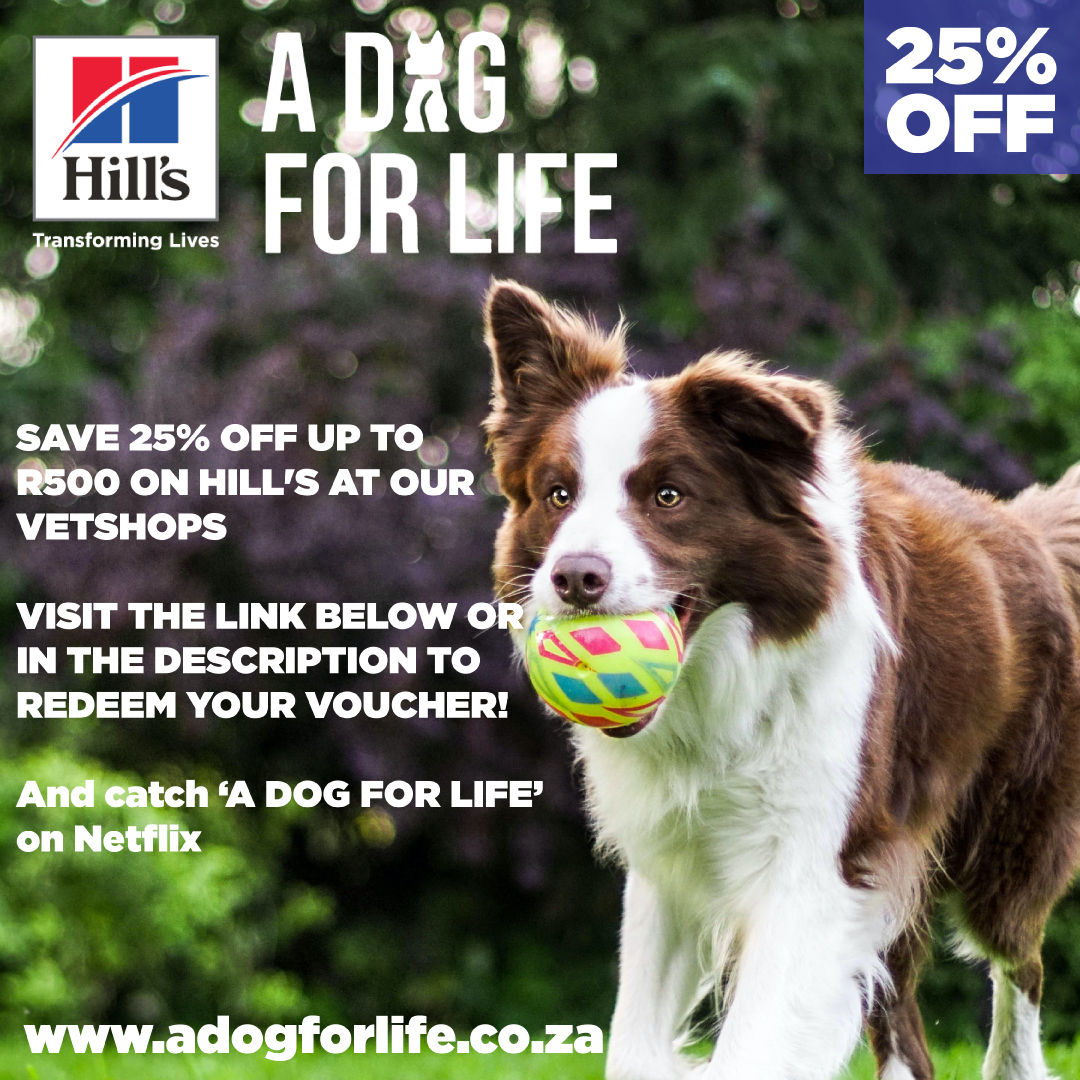 Hill's
Transforming Lives
A DOG
FOR LIFE
25%
OFF
SAVE 25% OFF UP TO
R500 ON HILL'S AT OUR
VETSHOPS
VISIT THE LINK BELOW OR
IN THE DESCRIPTION TO
REDEEM YOUR VOUCHER!
And catch ‘A DOG FOR LIFE’
on Netflix
www.adogforlife.co.za